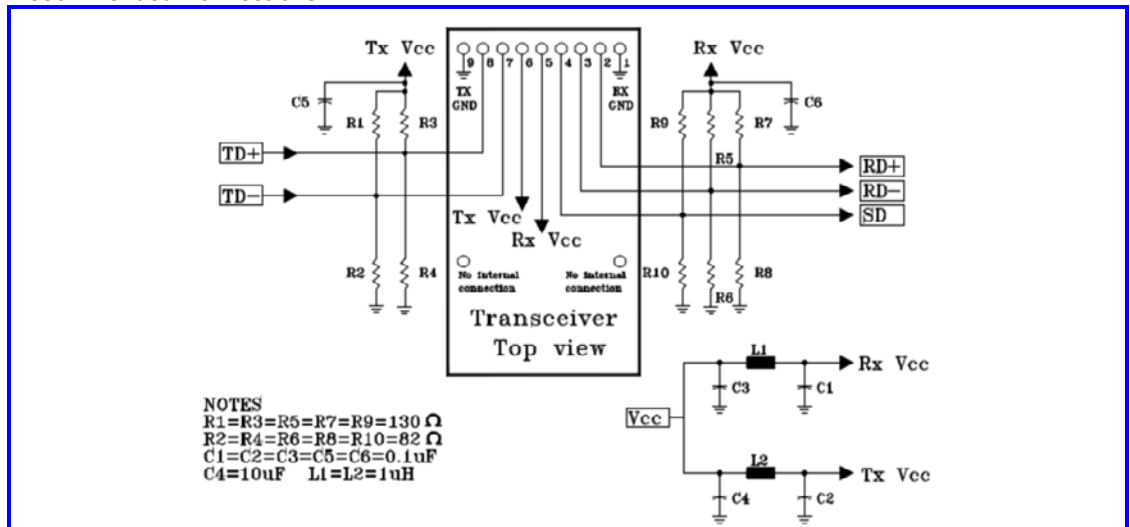 Tx Vcc
Rx Vcc
9 8 7 6 5 4 3 2 1
TX GND
RX GND
C5
C6
R1
R3
R9
R7
TD+
R5
RD+
TD-
RD-
SD
Tx Vcc
Rx Vcc
R2
R4
R10
R8
R6
No internal connection
No internal connection
Transceiver
Top view
L1
Rx Vcc
C3
C1
Vcc
L2
Tx Vcc
C4
C2
NOTES
R1=R3=R5=R7=R9=130 Ω
R2=R4=R6=R8=R10=82 Ω
C1=C2=C3=C5=C6=0.1uF
C4=10uF L1=L2=1uH